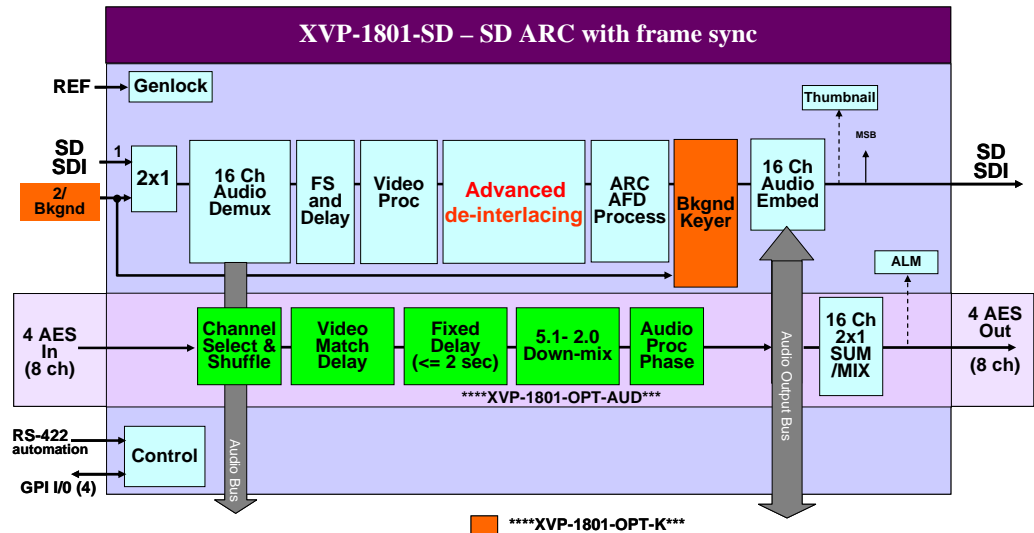 XVP-1801-SD – SD ARC with frame sync
REF
Genlock
Thumbnail
MSB
SD
SDI
1
2/
Bkgnd
2x1
16 Ch
Audio
Demux
FS
and
Delay
Video
Proc
Advanced
de-interlacing
ARC
AFD
Process
Bkgnd
Keyer
16 Ch
Audio
Embed
SD
SDI
ALM
4 AES
In
(8 ch)
Channel
Select &
Shuffle
Video
Match
Delay
Fixed
Delay
(<= 2 sec)
5.1- 2.0
Down-mix
Audio
Proc
Phase
16 Ch
2x1
SUM
/MIX
4 AES
Out
(8 ch)
****XVP-1801-OPT-AUD***
RS-422
automation
GPI I/0 (4)
Control
Audio Bus
Audio Output Bus
****XVP-1801-OPT-K***